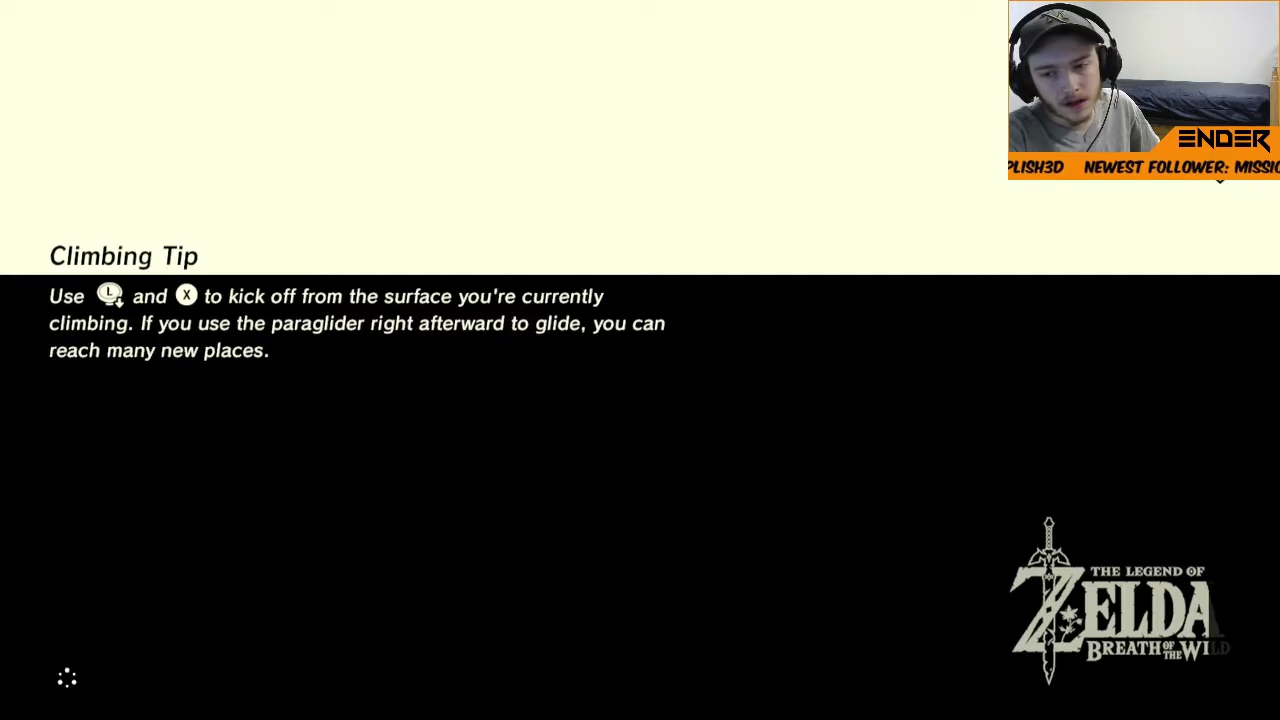 ENDER
PLISH3D NEWEST FOLLOWER: MISSIO
Climbing Tip
Use L and X to kick off from the surface you're currently
climbing. If you use the paraglider right afterward to glide, you can
reach many new places.
THE LEGEND OF
ZELDA
BREATH OF THE WILD